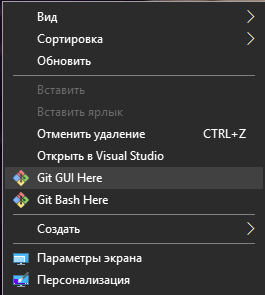 Вид
Сортировка
Обновить
Вставить
Вставить ярлык
Отменить удаление CTRL+Z
Открыть в Visual Studio
Git GUI Here
Git Bash Here
Создать
Параметры экрана
Персонализация